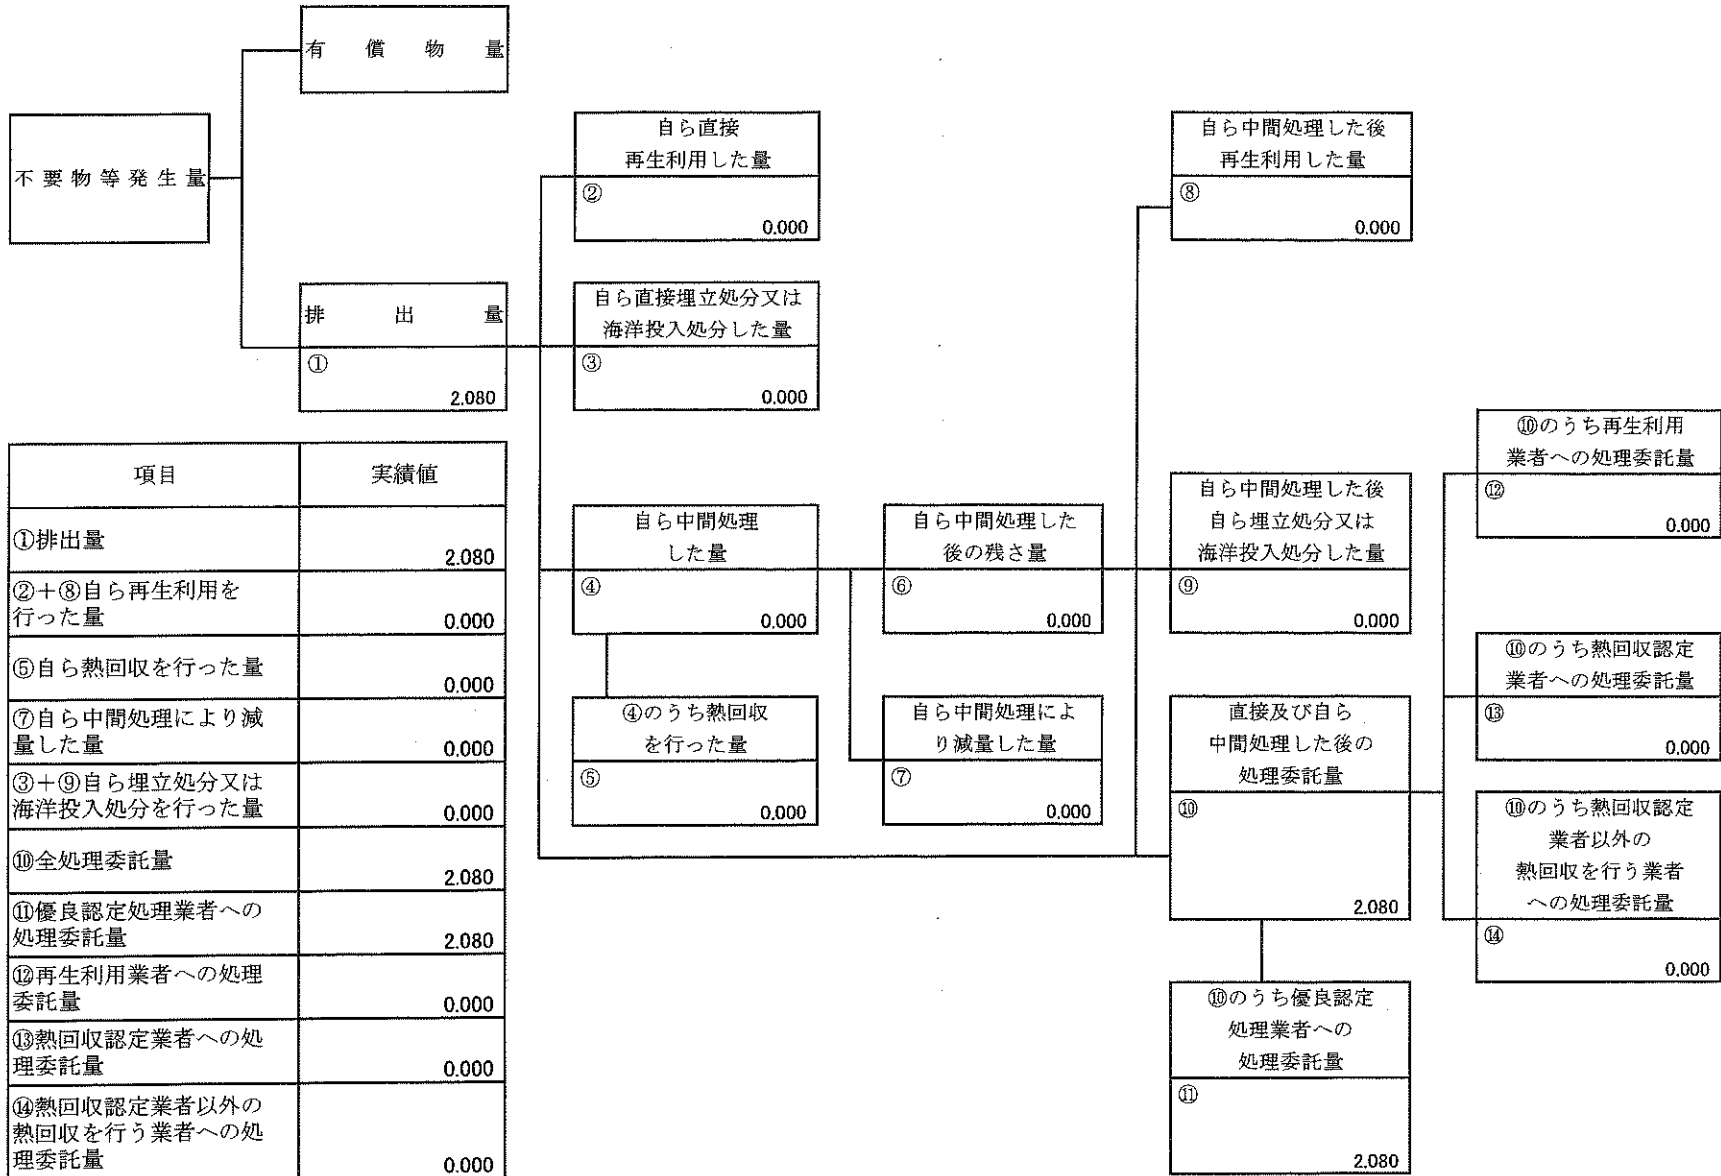 有償物量
不要物等発生量
排出量
①
2.080
自ら直接
再生利用した量
②
0.000
自ら直接埋立処分又は
海洋投入処分した量
③
0.000
自ら中間処理
した量
④
0.000
④のうち熱回収
を行った量
⑤
0.000
自ら中間処理した
後の残さ量
⑥
0.000
自ら中間処理によ
り減量した量
⑦
0.000
自ら中間処理した後
再生利用した量
⑧
0.000
自ら中間処理した後
自ら埋立処分又は
海洋投入処分した量
⑨
0.000
直接及び自ら
中間処理した後の
処理委託量
⑩
2.080
⑩のうち優良認定
処理業者への
処理委託量
⑪
2.080
⑩のうち再生利用
業者への処理委託量
⑫
0.000
⑩のうち熱回収認定
業者への処理委託量
⑬
0.000
⑩のうち熱回収認定
業者以外の
熱回収を行う業者
への処理委託量
⑭
0.000
項目 実績値
①排出量
2.080
②+⑧自ら再生利用を
行った量 0.000
⑤自ら熱回収を行った量
0.000
⑦自ら中間処理により減
量した量 0.000
③+⑨自ら埋立処分又は
海洋投入処分を行った量 0.000
⑩全処理委託量
2.080
⑪優良認定処理業者への
処理委託量 2.080
⑫再生利用業者への処理
委託量 0.000
⑬熱回収認定業者への処
理委託量 0.000
⑭熱回収認定業者以外の
熱回収を行う業者への処
理委託量 0.000